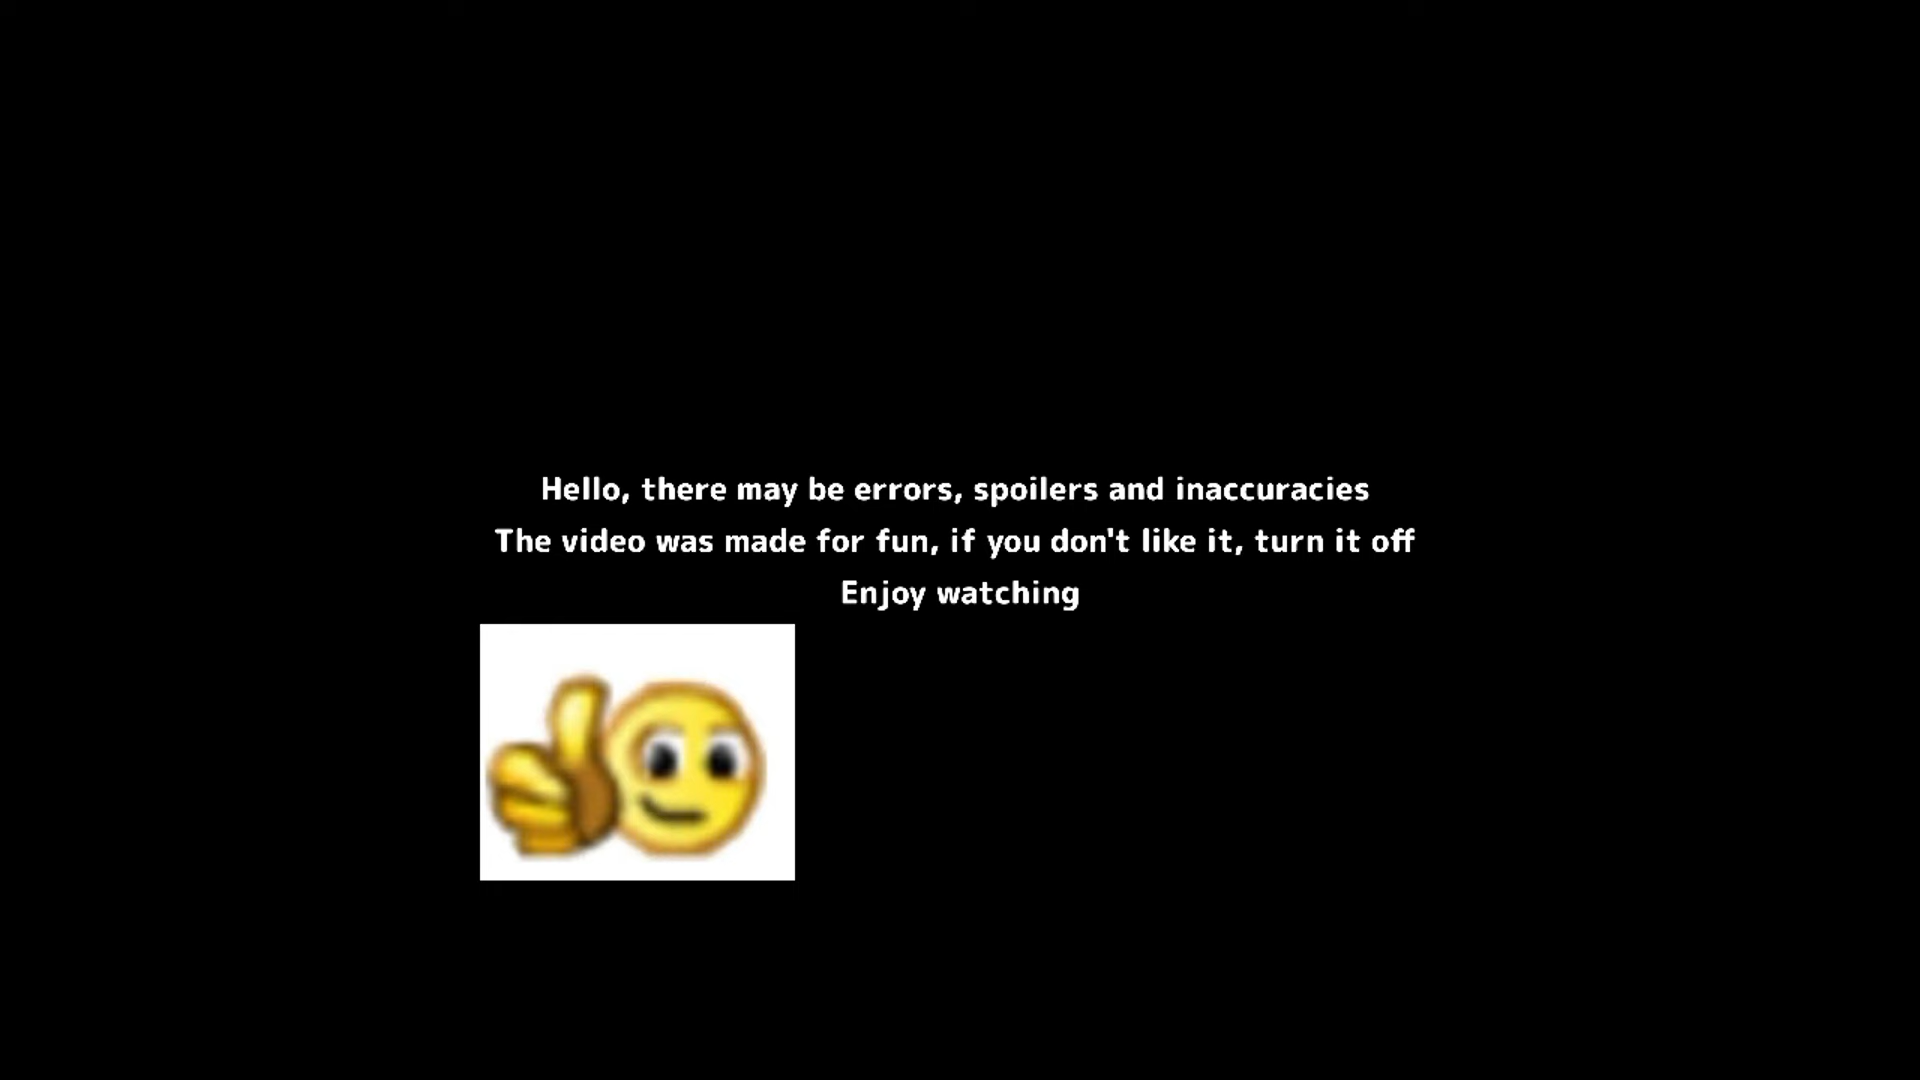 Hello, there may be errors, spoilers and inaccuracies
The video was made for fun, if you don't like it, turn it off
Enjoy watching